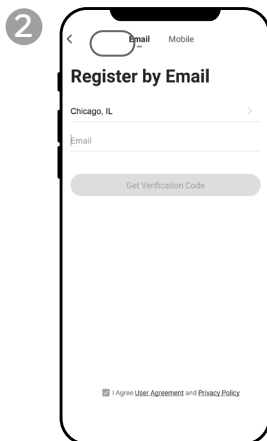 2
Email Mobile
Register by Email
Chicago, IL
Email
Get Verification Code
I Agree User Agreement and Privacy Policy